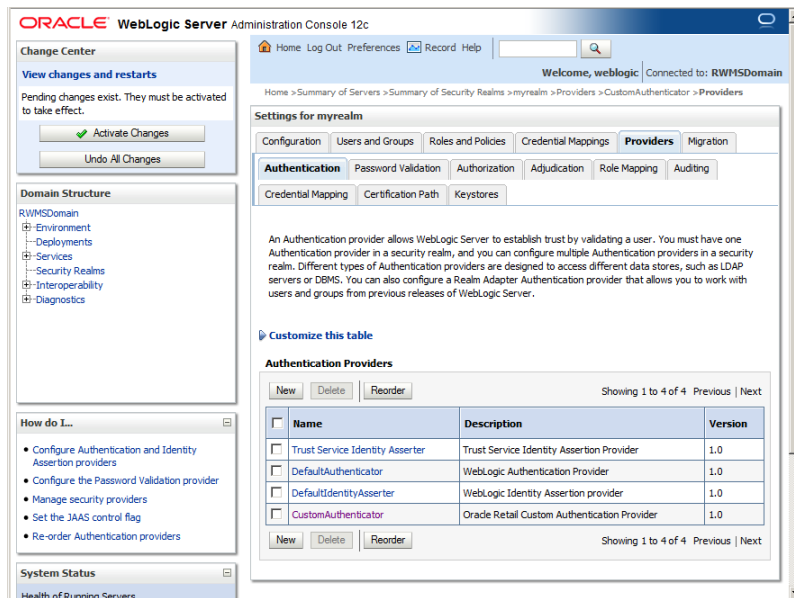 ORACLE WebLogic Server Administration Console 12c
Change Center
View changes and restarts
Pending changes exist. They must be activated
to take effect.
Activate Changes
Undo All Changes
Domain Structure
RWMSDomain
Environment
Deployments
Services
Security Realms
Interoperability
Diagnostics
How do I...
Configure Authentication and Identity
Assertion providers
Configure the Password Validation provider
Manage security providers
Set the JAAS control flag
Re-order Authentication providers
System Status
Health of Running Servers
Home Log Out Preferences Record Help
Welcome, weblogic Connected to: RWMSDomain
Home >Summary of Servers >Summary of Security Realms >myrealm >Providers >CustomAuthenticator >Providers
Settings for myrealm
Configuration Users and Groups Roles and Policies Credential Mappings Providers Migration
Authentication Password Validation Authorization Adjudication Role Mapping Auditing
Credential Mapping Certification Path Keystores
An Authentication provider allows WebLogic Server to establish trust by validating a user. You must have one
Authentication provider in a security realm, and you can configure multiple Authentication providers in a security
realm. Different types of Authentication providers are designed to access different data stores, such as LDAP
servers or DBMS. You can also configure a Realm Adapter Authentication provider that allows you to work with
users and groups from previous releases of WebLogic Server.
Customize this table
Authentication Providers
New Delete Reorder Showing 1 to 4 of 4 Previous | Next
Name Description Version
Trust Service Identity Asserter Trust Service Identity Assertion Provider 1.0
DefaultAuthenticator WebLogic Authentication Provider 1.0
DefaultIdentityAsserter WebLogic Identity Assertion provider 1.0
CustomAuthenticator Oracle Retail Custom Authentication Provider 1.0
New Delete Reorder Showing 1 to 4 of 4 Previous | Next